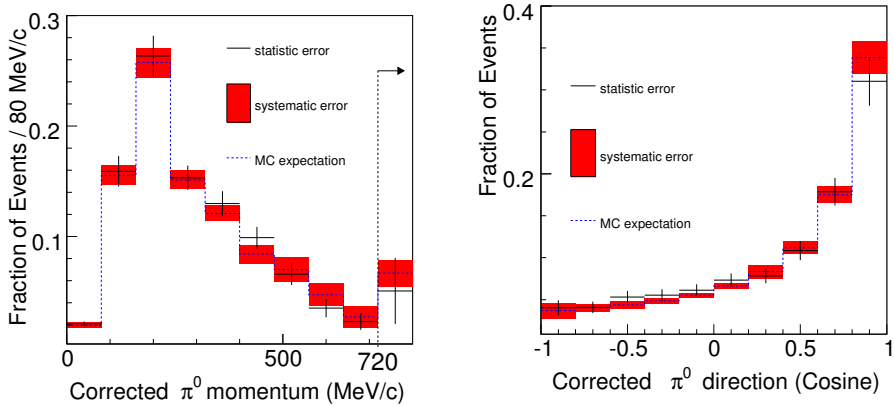 Fraction of Events / 80 MeV/c
0.3
0.2
0.1
statistic error
systematic error
MC expectation
0
500
720
Corrected π⁰ momentum (MeV/c)
Fraction of Events
0.4
0.2
statistic error
systematic error
MC expectation
-1
-0.5
0
0.5
1
Corrected π⁰ direction (Cosine)